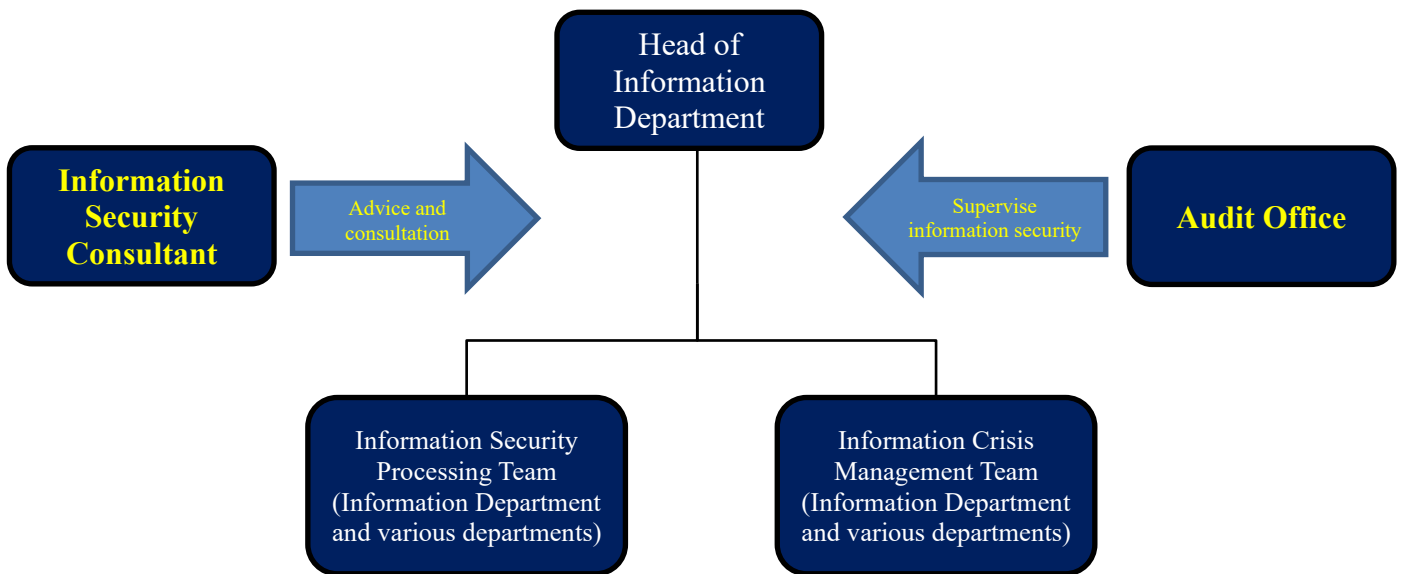 Head of
Information
Department
Information
Security
Consultant
Advice and
consultation
Supervise
information security
Audit Office
Information Security
Processing Team
(Information Department
and various departments)
Information Crisis
Management Team
(Information Department
and various departments)